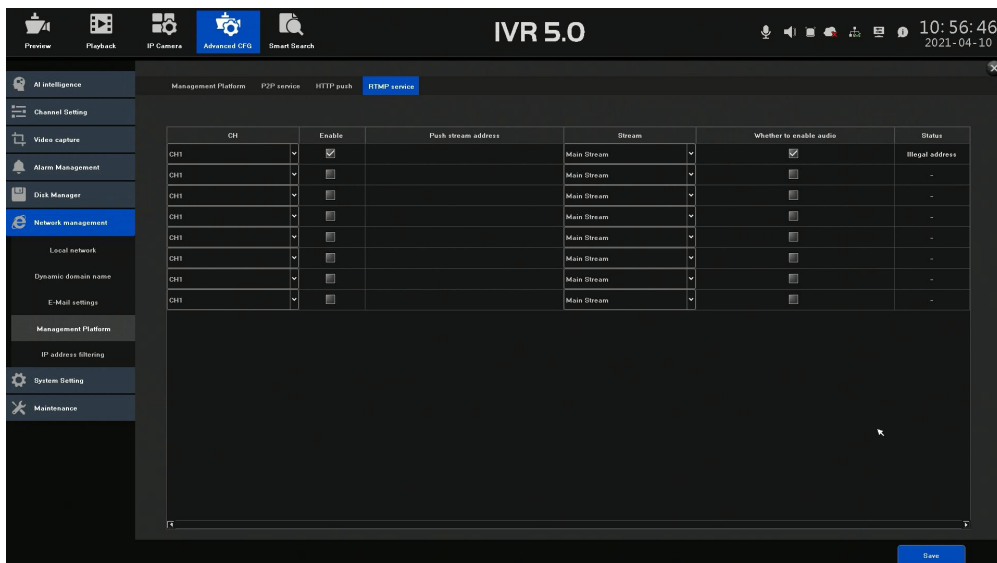 IVR 5.0
10:56:46
2021-04-10
Preview Playback IP Camera Advanced CFG Smart Search
AI intelligence
Channel Setting
Video capture
Alarm Management
Disk Manager
Network management
Local network
Dynamic domain name
E-Mail settings
Management Platform
IP address filtering
System Setting
Maintenance
Management Platform P2P service HTTP push RTMP service
CH Enable Push stream address Stream Whether to enable audio Status
CH1 Main Stream Illegal address
CH1 Main Stream -
CH1 Main Stream -
CH1 Main Stream -
CH1 Main Stream -
CH1 Main Stream -
CH1 Main Stream -
CH1 Main Stream -
Save